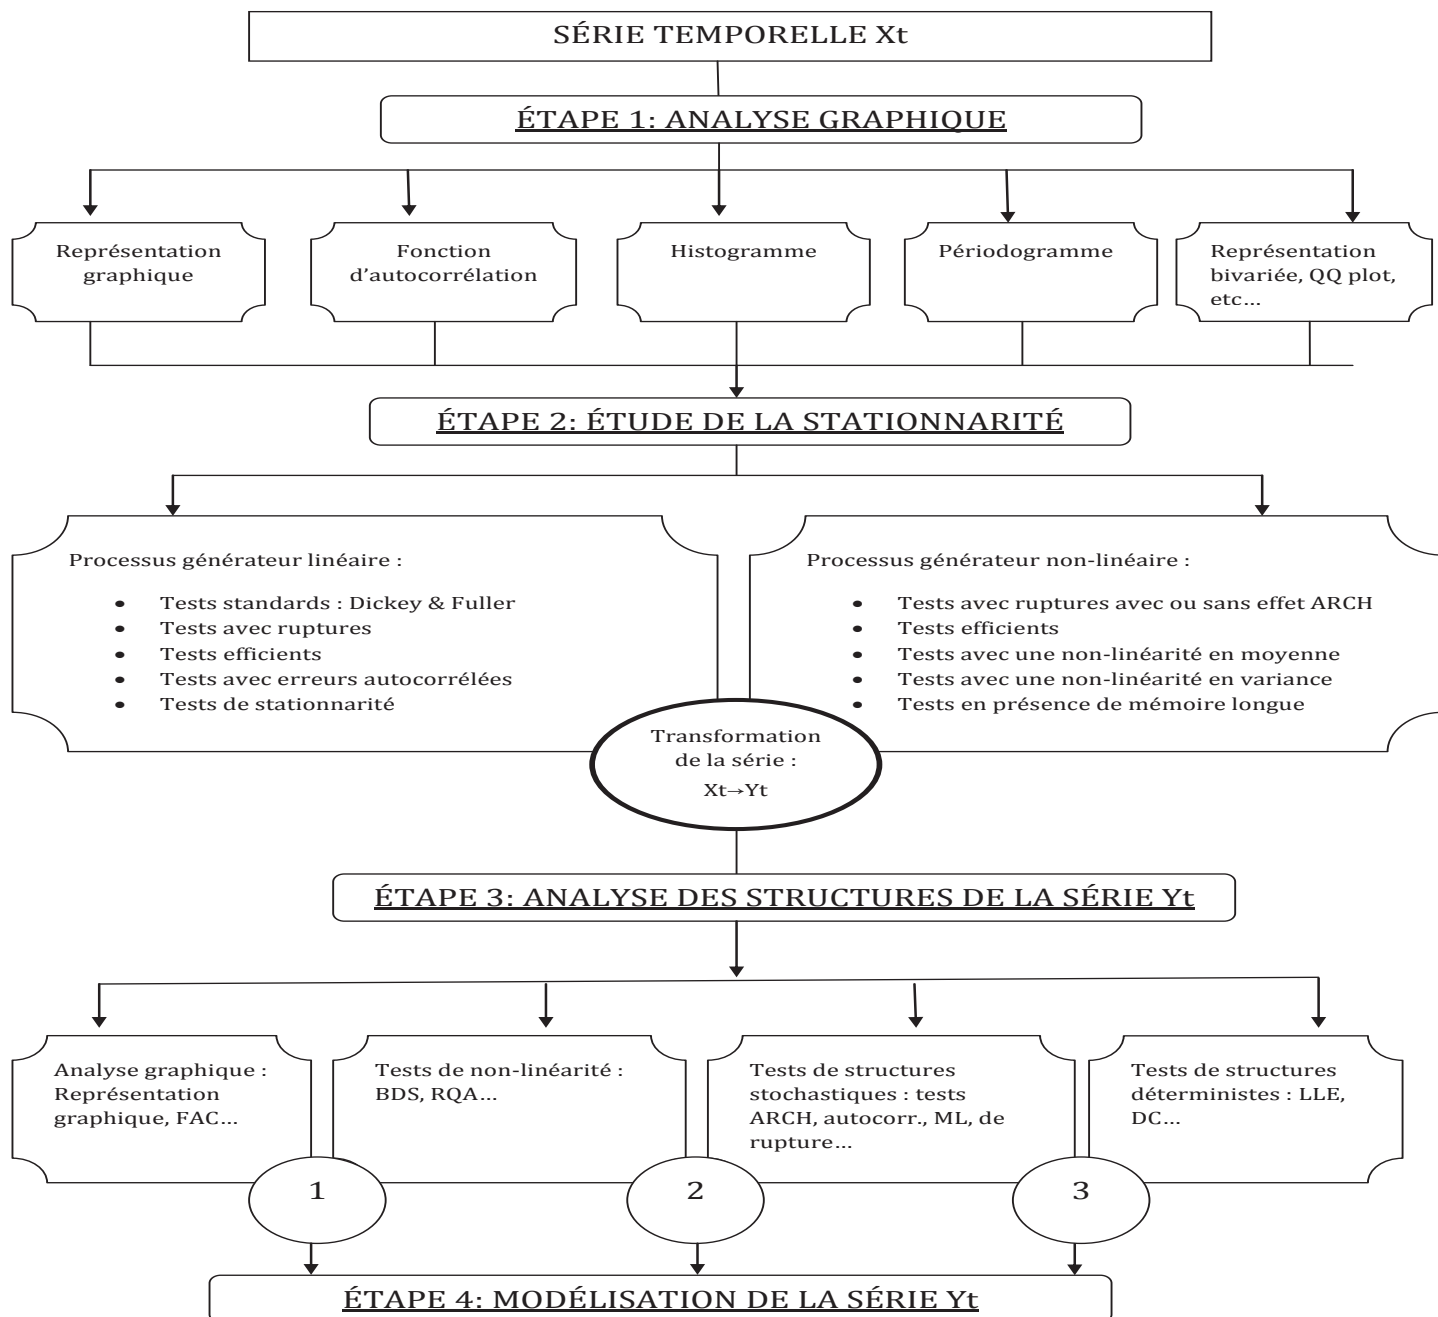 SÉRIE TEMPORELLE Xt
ÉTAPE 1: ANALYSE GRAPHIQUE
Représentation
graphique
Fonction
d’autocorrélation
Histogramme
Périodogramme
Représentation
bivariée, QQ plot,
etc…
ÉTAPE 2: ÉTUDE DE LA STATIONNARITÉ
Processus générateur linéaire :
• Tests standards : Dickey & Fuller
• Tests avec ruptures
• Tests efficients
• Tests avec erreurs autocorrélées
• Tests de stationnarité
Processus générateur non-linéaire :
• Tests avec ruptures avec ou sans effet ARCH
• Tests efficients
• Tests avec une non-linéarité en moyenne
• Tests avec une non-linéarité en variance
• Tests en présence de mémoire longue
Transformation
de la série :
Xt→Yt
ÉTAPE 3: ANALYSE DES STRUCTURES DE LA SÉRIE Yt
Analyse graphique :
Représentation
graphique, FAC…
Tests de non-linéarité :
BDS, RQA…
Tests de structures
stochastiques : tests
ARCH, autocorr., ML, de
rupture…
Tests de structures
déterministes : LLE,
DC…
1
2
3
ÉTAPE 4: MODÉLISATION DE LA SÉRIE Yt